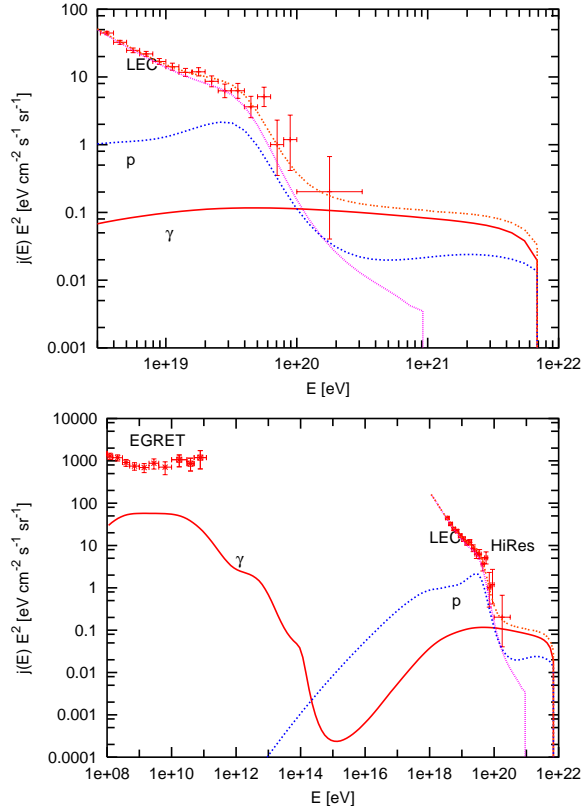 j(E) E² [eV cm⁻² s⁻¹ sr⁻¹]
100
10
1
0.1
0.01
0.001
LEC
p
γ
1e+19 1e+20 1e+21 1e+22
E [eV]
j(E) E² [eV cm⁻² s⁻¹ sr⁻¹]
10000
1000
100
10
1
0.1
0.01
0.001
0.0001
EGRET
γ
LEC
HiRes
p
1e+08 1e+10 1e+12 1e+14 1e+16 1e+18 1e+20 1e+22
E [eV]